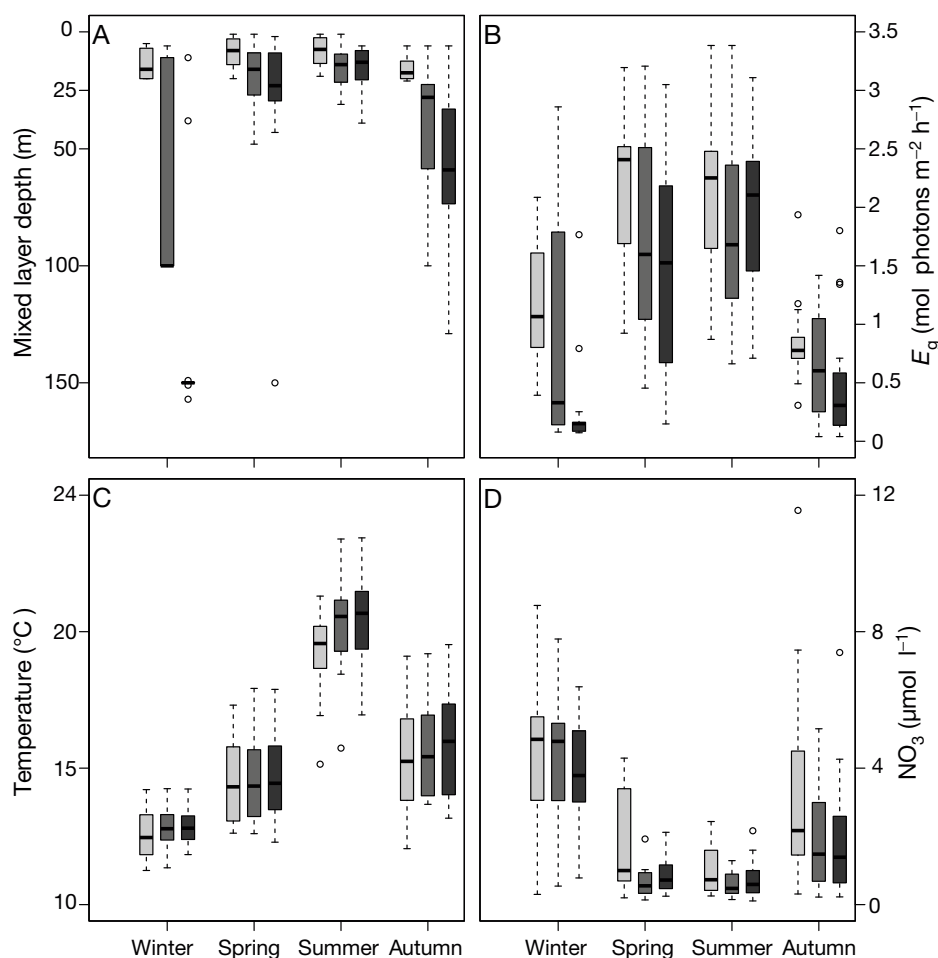 A
0
25
50
100
150
Mixed layer depth (m)
B
3.5
3
2.5
2
1.5
1
0.5
0
Eg (mol photons m–2 h–1)
C
24
20
15
10
Temperature (°C )
D
12
8
4
0
NO3 (µmol l–1)
Winter Spring Summer Autumn
Winter Spring Summer Autumn